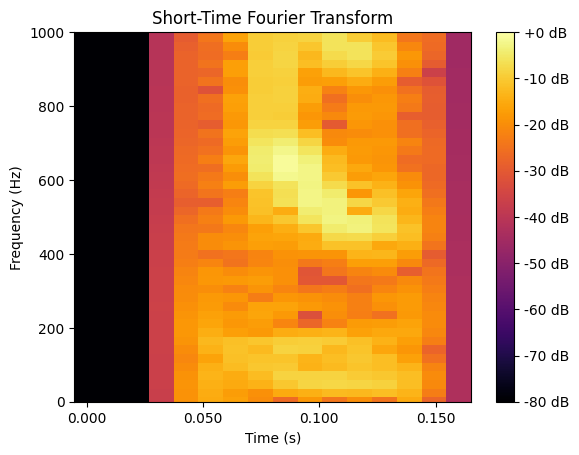 Short-Time Fourier Transform
1000
800
600
400
200
0
Frequency (Hz)
0.000
0.050
0.100
0.150
Time (s)
+0 dB
-10 dB
-20 dB
-30 dB
-40 dB
-50 dB
-60 dB
-70 dB
-80 dB